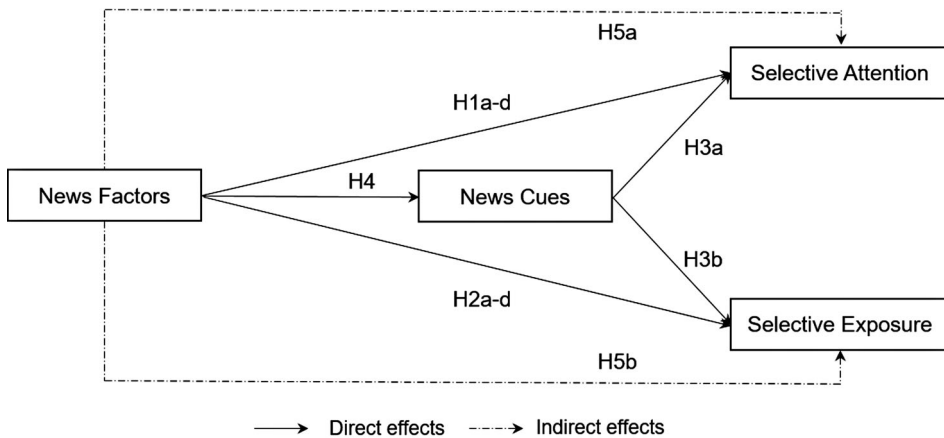 H5a
Selective Attention
H1a-d
H3a
News Factors
H4
News Cues
H3b
H2a-d
Selective Exposure
H5b
Direct effects
Indirect effects